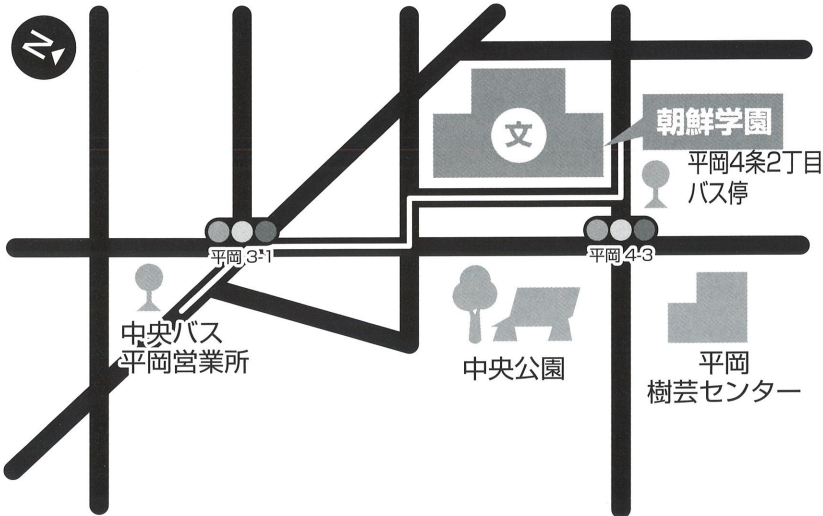 N
文
朝鮮学園
平岡4条2丁目
バス停
平岡 3-1
平岡 4-3
中央バス
平岡営業所
中央公園
平岡
樹芸センター